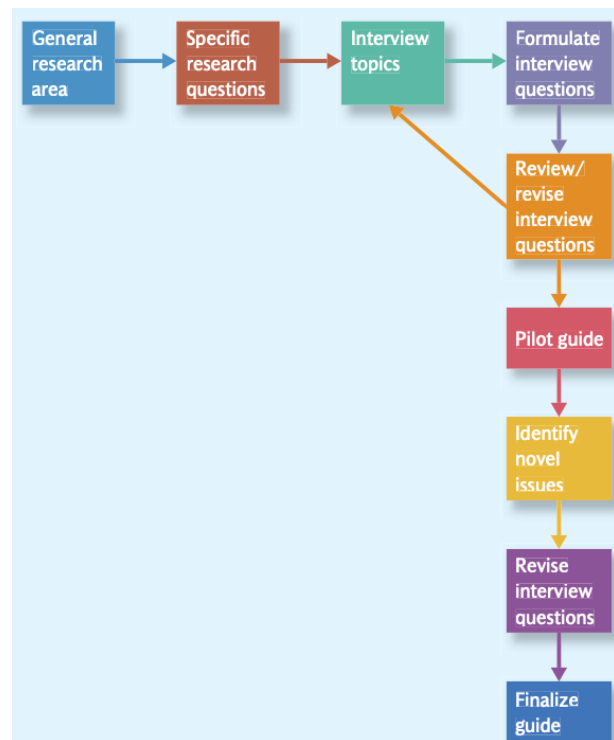 General
research
area
Specific
research
questions
Interview
topics
Formulate
interview
questions
Review/
revise
interview
questions
Pilot guide
Identify
novel
issues
Revise
interview
questions
Finalize
guide